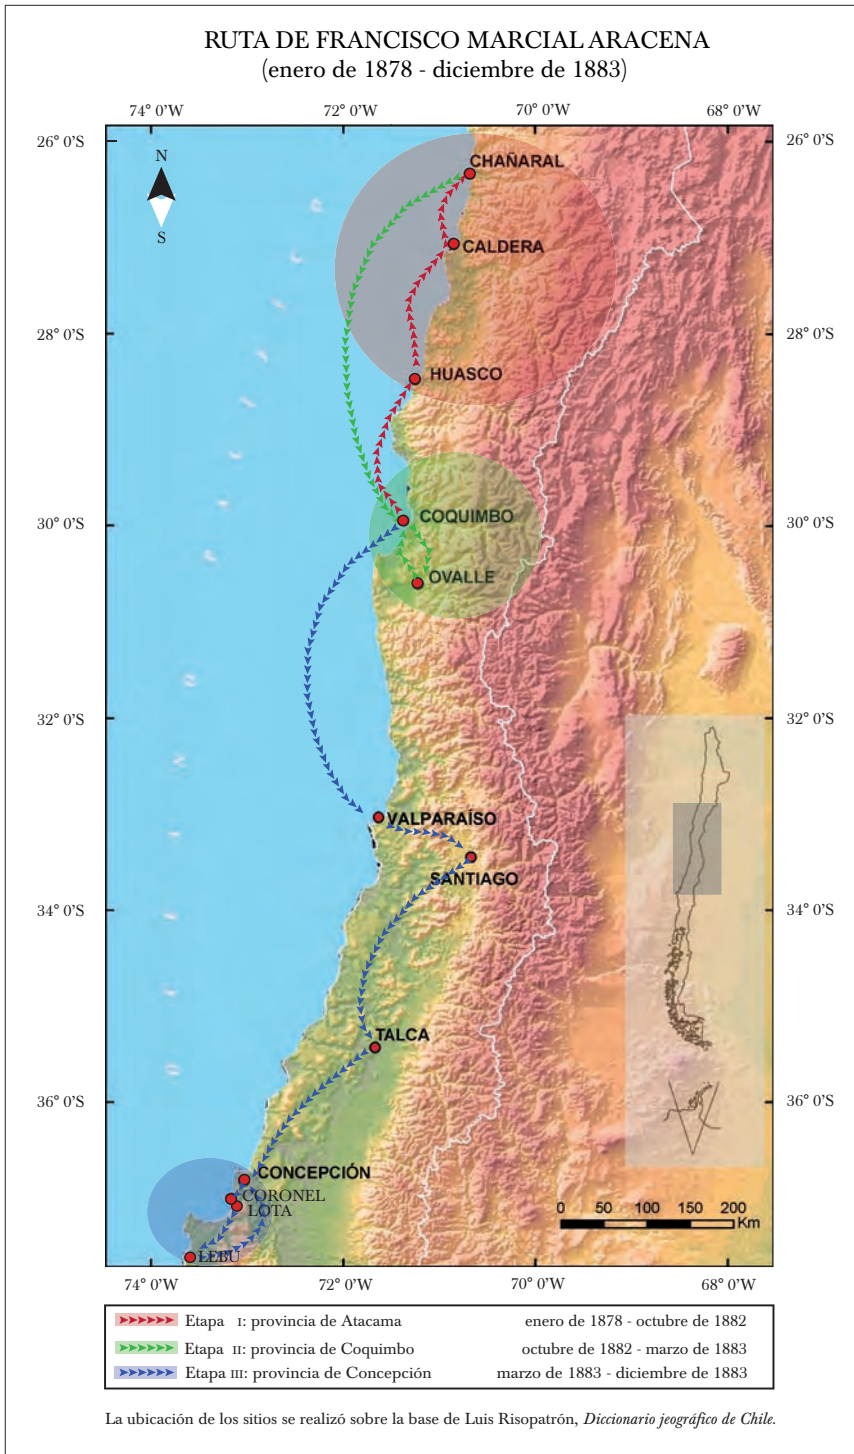 RUTA DE FRANCISCO MARCIAL ARACENA
(enero de 1878 - diciembre de 1883)
74° 0'W 72° 0'W 70° 0'W 68° 0'W
26° 0'S 26° 0'S
N
S
CHAÑARAL
CALDERA
28° 0'S 28° 0'S
HUASCO
30° 0'S 30° 0'S
COQUIMBO
OVALLE
32° 0'S 32° 0'S
VALPARAÍSO
SANTIAGO
34° 0'S 34° 0'S
TALCA
36° 0'S 36° 0'S
CONCEPCIÓN
CORONEL
LOTA
LEBU
0 50 100 150 200
Km
74° 0'W 72° 0'W 70° 0'W 68° 0'W
Etapa I: provincia de Atacama enero de 1878 - octubre de 1882
Etapa II: provincia de Coquimbo octubre de 1882 - marzo de 1883
Etapa III: provincia de Concepción marzo de 1883 - diciembre de 1883
La ubicación de los sitios se realizó sobre la base de Luis Risopatrón, Diccionario jeográfico de Chile.